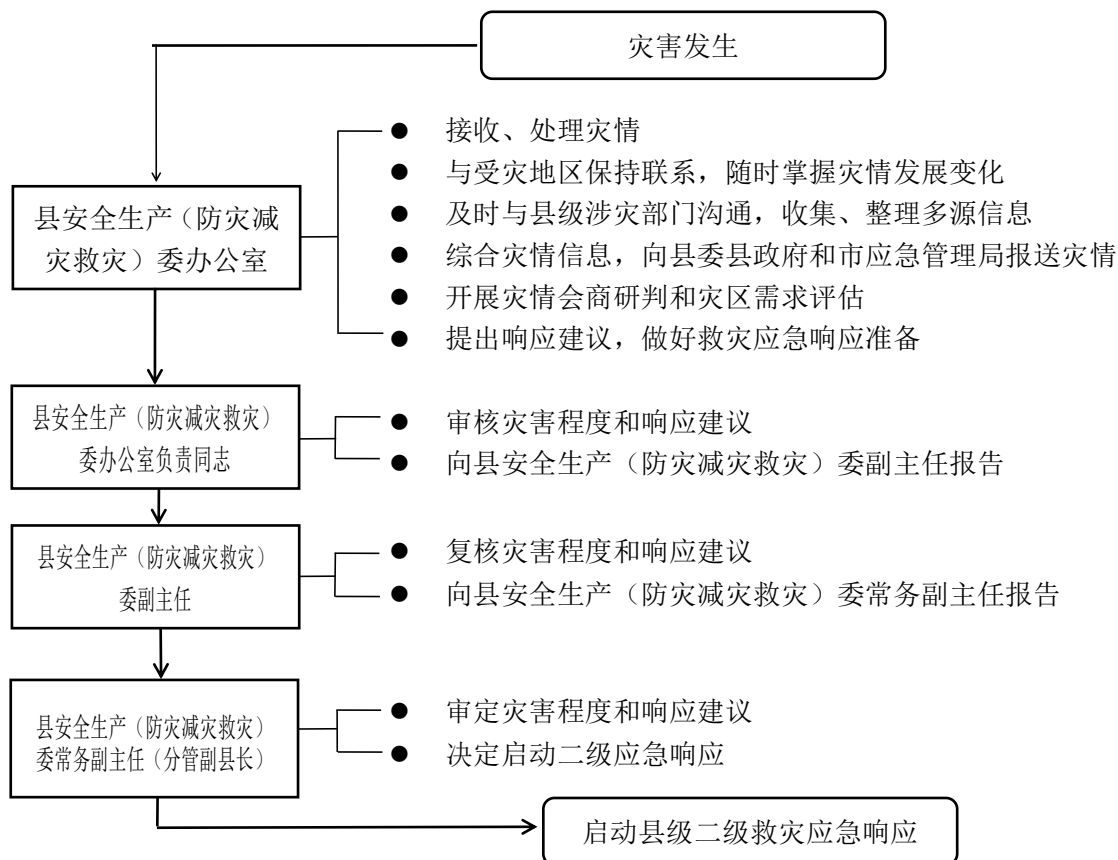 灾害发生
县安全生产（防灾减
灾救灾）委办公室
● 接收、处理灾情
● 与受灾地区保持联系，随时掌握灾情发展变化
● 及时与县级涉灾部门沟通，收集、整理多源信息
● 综合灾情信息，向县委县政府和市应急管理局报送灾情
● 开展灾情会商研判和灾区需求评估
● 提出响应建议，做好救灾应急响应准备
县安全生产（防灾减灾救灾）
委办公室负责同志
● 审核灾害程度和响应建议
● 向县安全生产（防灾减灾救灾）委副主任报告
县安全生产（防灾减灾救灾）
委副主任
● 复核灾害程度和响应建议
● 向县安全生产（防灾减灾救灾）委常务副主任报告
县安全生产（防灾减灾救灾）
委常务副主任（分管副县长）
● 审定灾害程度和响应建议
● 决定启动二级应急响应
启动县级二级救灾应急响应